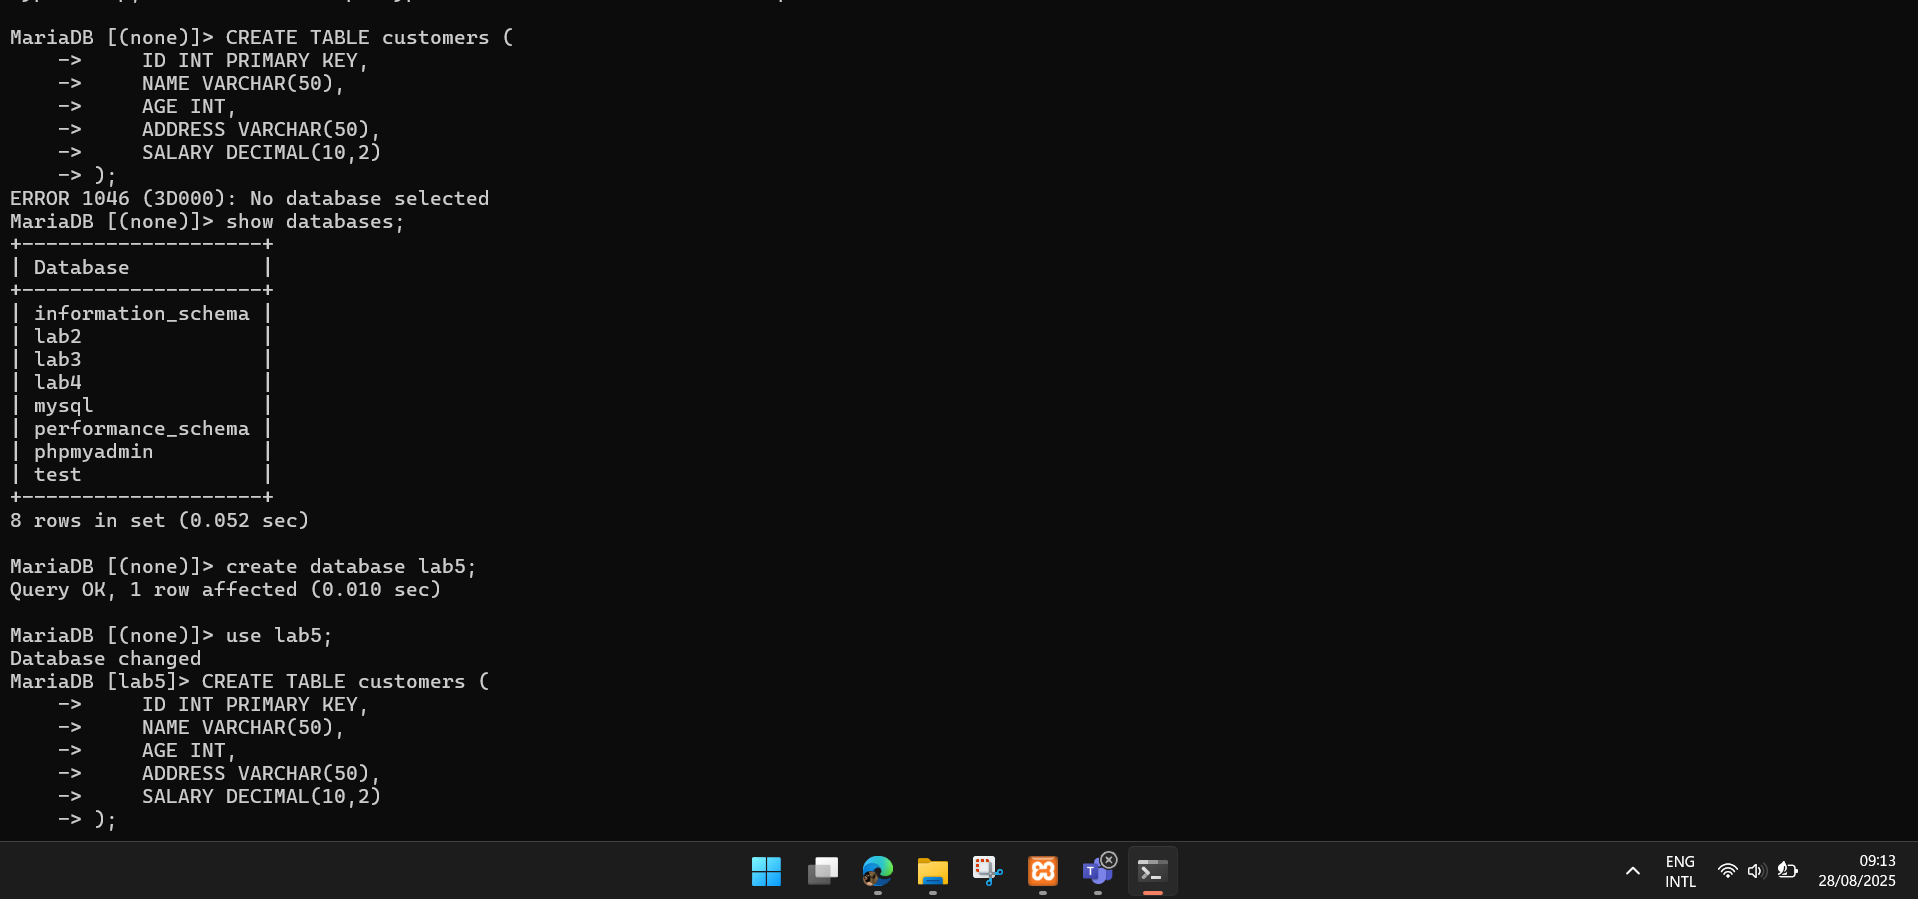 MariaDB [(none)]> CREATE TABLE customers (
    ->     ID INT PRIMARY KEY,
    ->     NAME VARCHAR(50),
    ->     AGE INT,
    ->     ADDRESS VARCHAR(50),
    ->     SALARY DECIMAL(10,2)
    -> );
ERROR 1046 (3D000): No database selected
MariaDB [(none)]> show databases;
+--------------------+
| Database           |
+--------------------+
| information_schema |
| lab2               |
| lab3               |
| lab4               |
| mysql              |
| performance_schema |
| phpmyadmin         |
| test               |
+--------------------+
8 rows in set (0.052 sec)
MariaDB [(none)]> create database lab5;
Query OK, 1 row affected (0.010 sec)
MariaDB [(none)]> use lab5;
Database changed
MariaDB [lab5]> CREATE TABLE customers (
    ->     ID INT PRIMARY KEY,
    ->     NAME VARCHAR(50),
    ->     AGE INT,
    ->     ADDRESS VARCHAR(50),
    ->     SALARY DECIMAL(10,2)
    -> );
ENG
INTL
09:13
28/08/2025